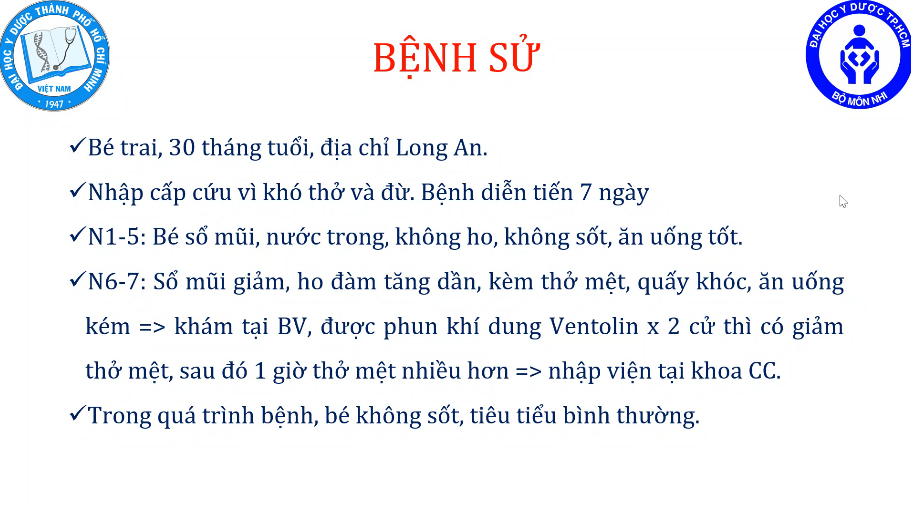 ĐẠI HỌC Y DƯỢC THÀNH PHỐ HỒ CHÍ MINH
VIỆT NAM
1947
BỆNH SỬ
ĐẠI HỌC Y DƯỢC TP.HCM
BỘ MÔN NHI
✓Bé trai, 30 tháng tuổi, địa chỉ Long An.
✓Nhập cấp cứu vì khó thở và đừ. Bệnh diễn tiến 7 ngày
✓N1-5: Bé sổ mũi, nước trong, không ho, không sốt, ăn uống tốt.
✓N6-7: Sổ mũi giảm, ho đàm tăng dần, kèm thở mệt, quấy khóc, ăn uống
kém => khám tại BV, được phun khí dung Ventolin x 2 cử thì có giảm
thở mệt, sau đó 1 giờ thở mệt nhiều hơn => nhập viện tại khoa CC.
✓Trong quá trình bệnh, bé không sốt, tiêu tiểu bình thường.